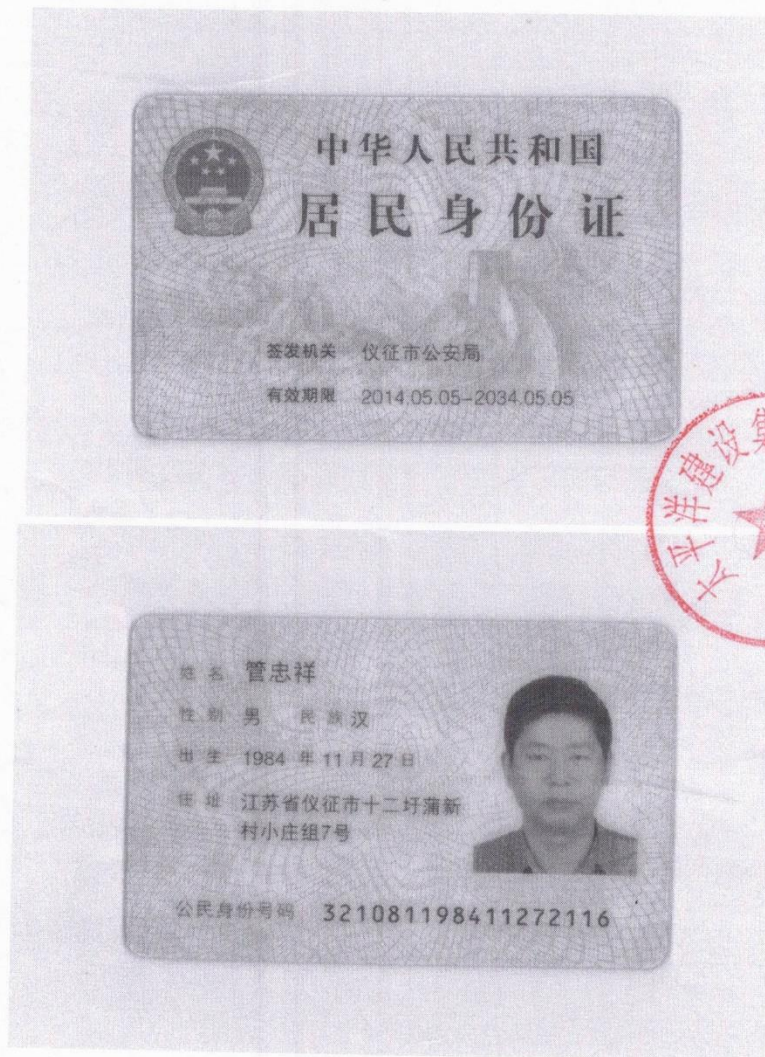 中华人民共和国
居民身份证
签发机关 仪征市公安局
有效期限 2014.05.05-2034.05.05
太平洋建设集
姓名 管忠祥
性别 男 民族 汉
出生 1984 年 11 月 27 日
住址 江苏省仪征市十二圩蒲新
村小庄组7号
公民身份号码 321081198411272116